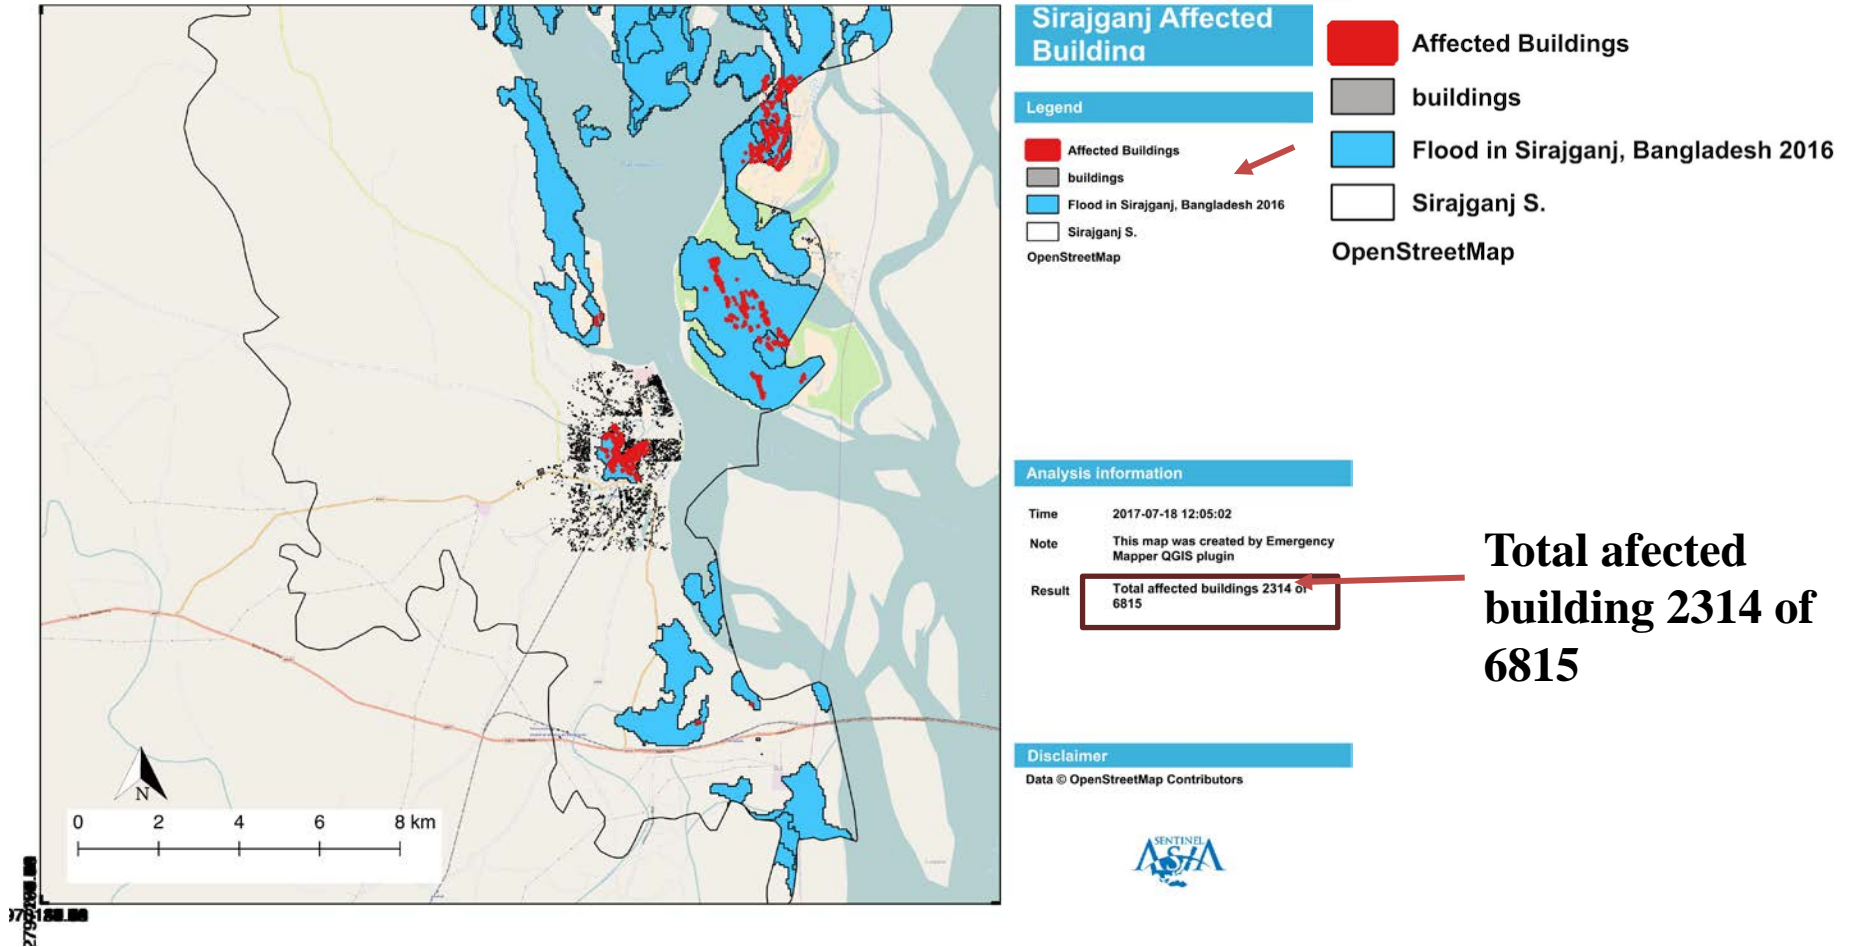 Sirajganj Affected
Building
Legend
Affected Buildings
buildings
Flood in Sirajganj, Bangladesh 2016
Sirajganj S.
OpenStreetMap
Affected Buildings
buildings
Flood in Sirajganj, Bangladesh 2016
Sirajganj S.
OpenStreetMap
Analysis information
Time 2017-07-18 12:05:02
Note This map was created by Emergency
Mapper QGIS plugin
Result Total affected buildings 2314 of
6815
Total afected
building 2314 of
6815
Disclaimer
Data © OpenStreetMap Contributors
SENTINEL
ASIA
N
0 2 4 6 8 km